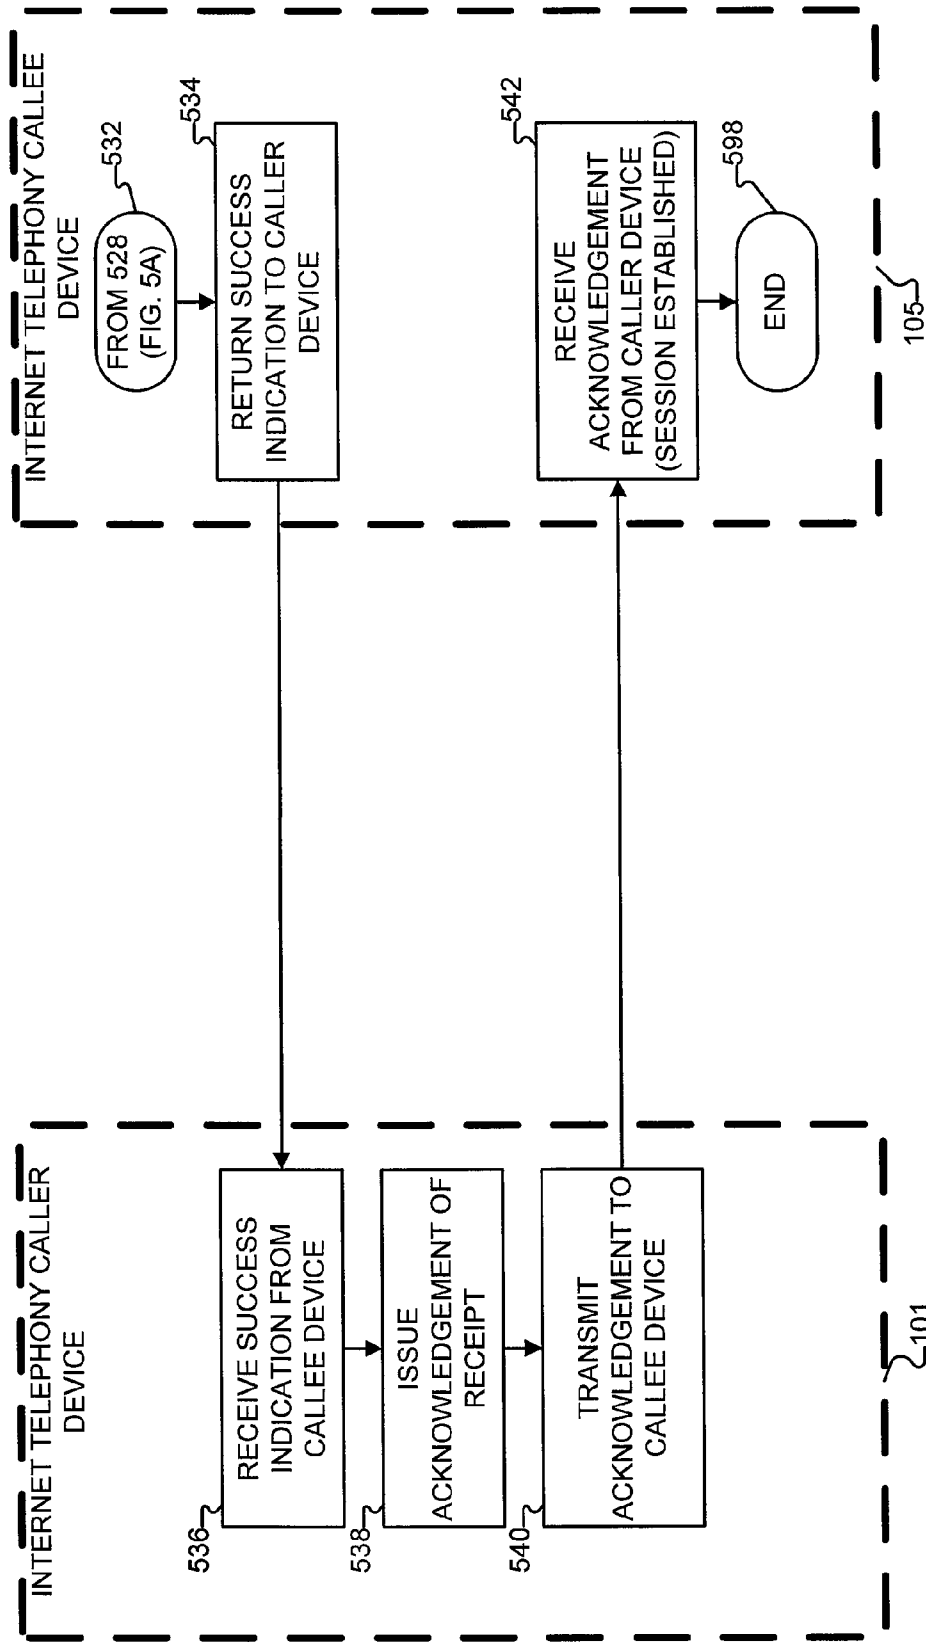 INTERNET TELEPHONY CALLER
DEVICE
536
RECEIVE SUCCESS
INDICATION FROM
CALLEE DEVICE
538
ISSUE
ACKNOWLEDGEMENT OF
RECEIPT
540
TRANSMIT
ACKNOWLEDGEMENT TO
CALLEE DEVICE
101
INTERNET TELEPHONY CALLEE
DEVICE
532
FROM 528
(FIG. 5A)
534
RETURN SUCCESS
INDICATION TO CALLER
DEVICE
542
RECEIVE
ACKNOWLEDGEMENT
FROM CALLER DEVICE
(SESSION ESTABLISHED)
598
END
105